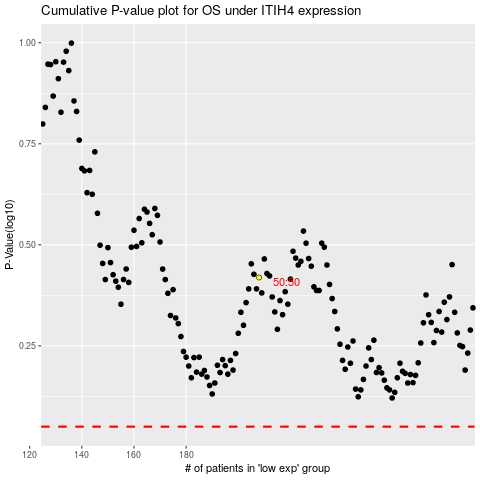 Cumulative P-value plot for OS under ITIH4 expression
1.00
0.75
0.50
0.25
P-Value(log10)
50:50
120 140 160 180
# of patients in 'low exp' group